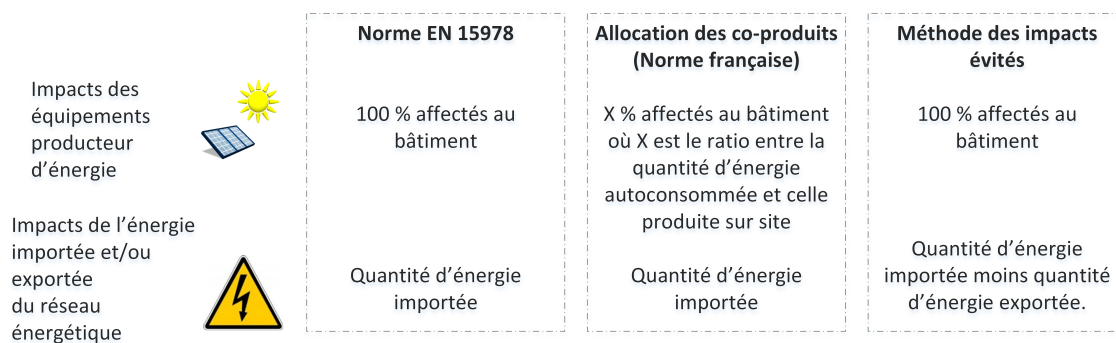 Norme EN 15978
Allocation des co-produits
(Norme française)
Méthode des impacts
évités
Impacts des
équipements
producteur
d’énergie
100 % affectés au
bâtiment
X % affectés au bâtiment
où X est le ratio entre la
quantité d’énergie
autoconsommée et celle
produite sur site
100 % affectés au
bâtiment
Impacts de l’énergie
importée et/ou
exportée
du réseau
énergétique
Quantité d’énergie
importée
Quantité d’énergie
importée
Quantité d’énergie
importée moins quantité
d’énergie exportée.